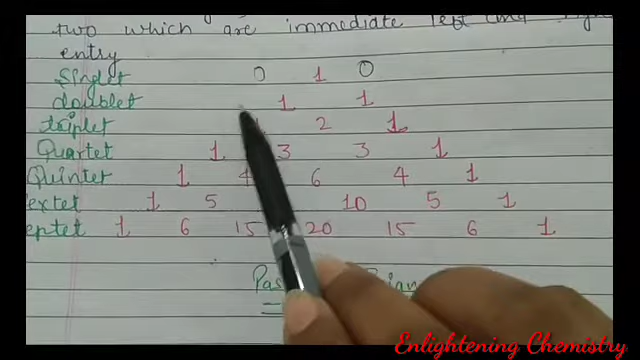 two which are immediate left and
entry
Singlet 0 1 0
doublet 1 1
triplet 2 1
Quartet 1 3 3 1
Quintet 1 4 6 4 1
extet 1 5 10 5 1
eptet 1 6 15 20 15 6 1
Enlightening Chemistry